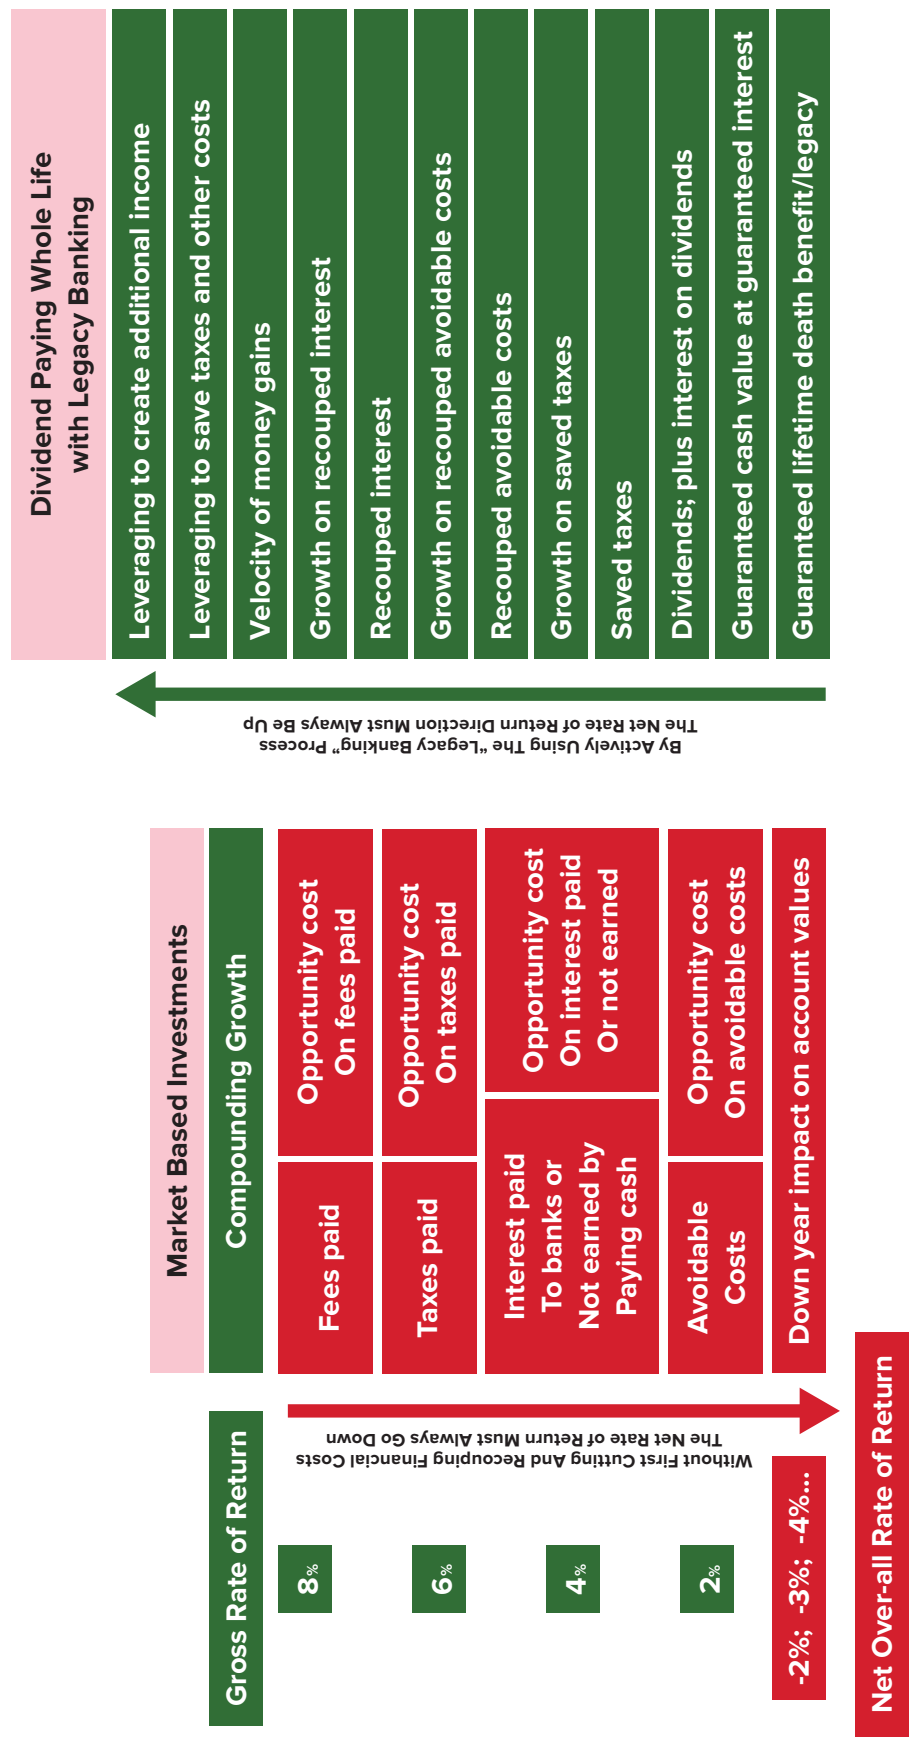 Gross Rate of Return
8%
6%
4%
2%
-2%; -3%; -4%...
Net Over-all Rate of Return
Without First Cutting And Recouping Financial Costs
The Net Rate of Return Must Always Go Down
Market Based Investments
Compounding Growth
Fees paid
Opportunity cost
On fees paid
Taxes paid
Opportunity cost
On taxes paid
Interest paid
To banks or
Not earned by
Paying cash
Opportunity cost
On interest paid
Or not earned
Avoidable
Costs
Opportunity cost
On avoidable costs
Down year impact on account values
By Actively Using The "Legacy Banking" Process
The Net Rate of Return Direction Must Always Be Up
Dividend Paying Whole Life
with Legacy Banking
Leveraging to create additional income
Leveraging to save taxes and other costs
Velocity of money gains
Growth on recouped interest
Recouped interest
Growth on recouped avoidable costs
Recouped avoidable costs
Growth on saved taxes
Saved taxes
Dividends; plus interest on dividends
Guaranteed cash value at guaranteed interest
Guaranteed lifetime death benefit/legacy